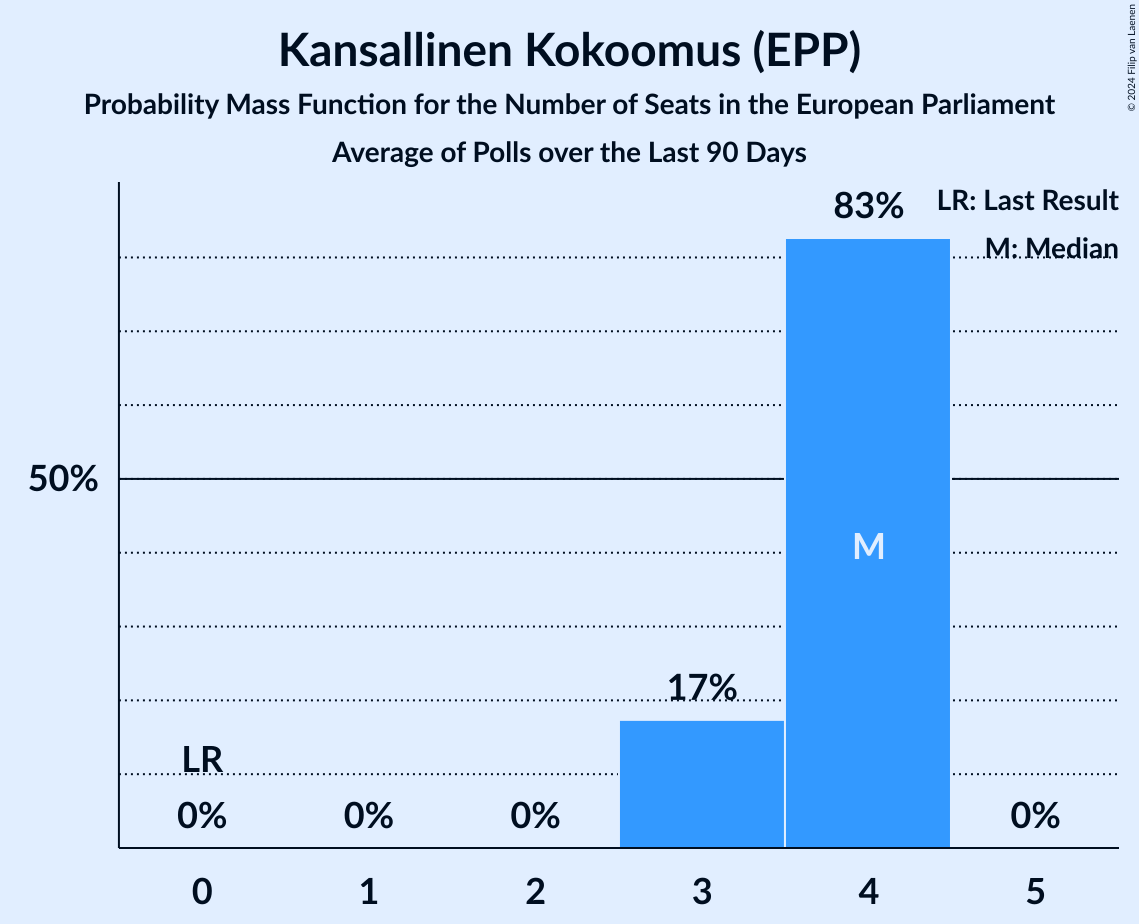 Kansallinen Kokoomus (EPP)
Probability Mass Function for the Number of Seats in the European Parliament
Average of Polls over the Last 90 Days
© 2024 Filip van Laenen
LR: Last Result
M: Median
83%
50%
M
17%
LR
0% 0% 0% 0%
0 1 2 3 4 5